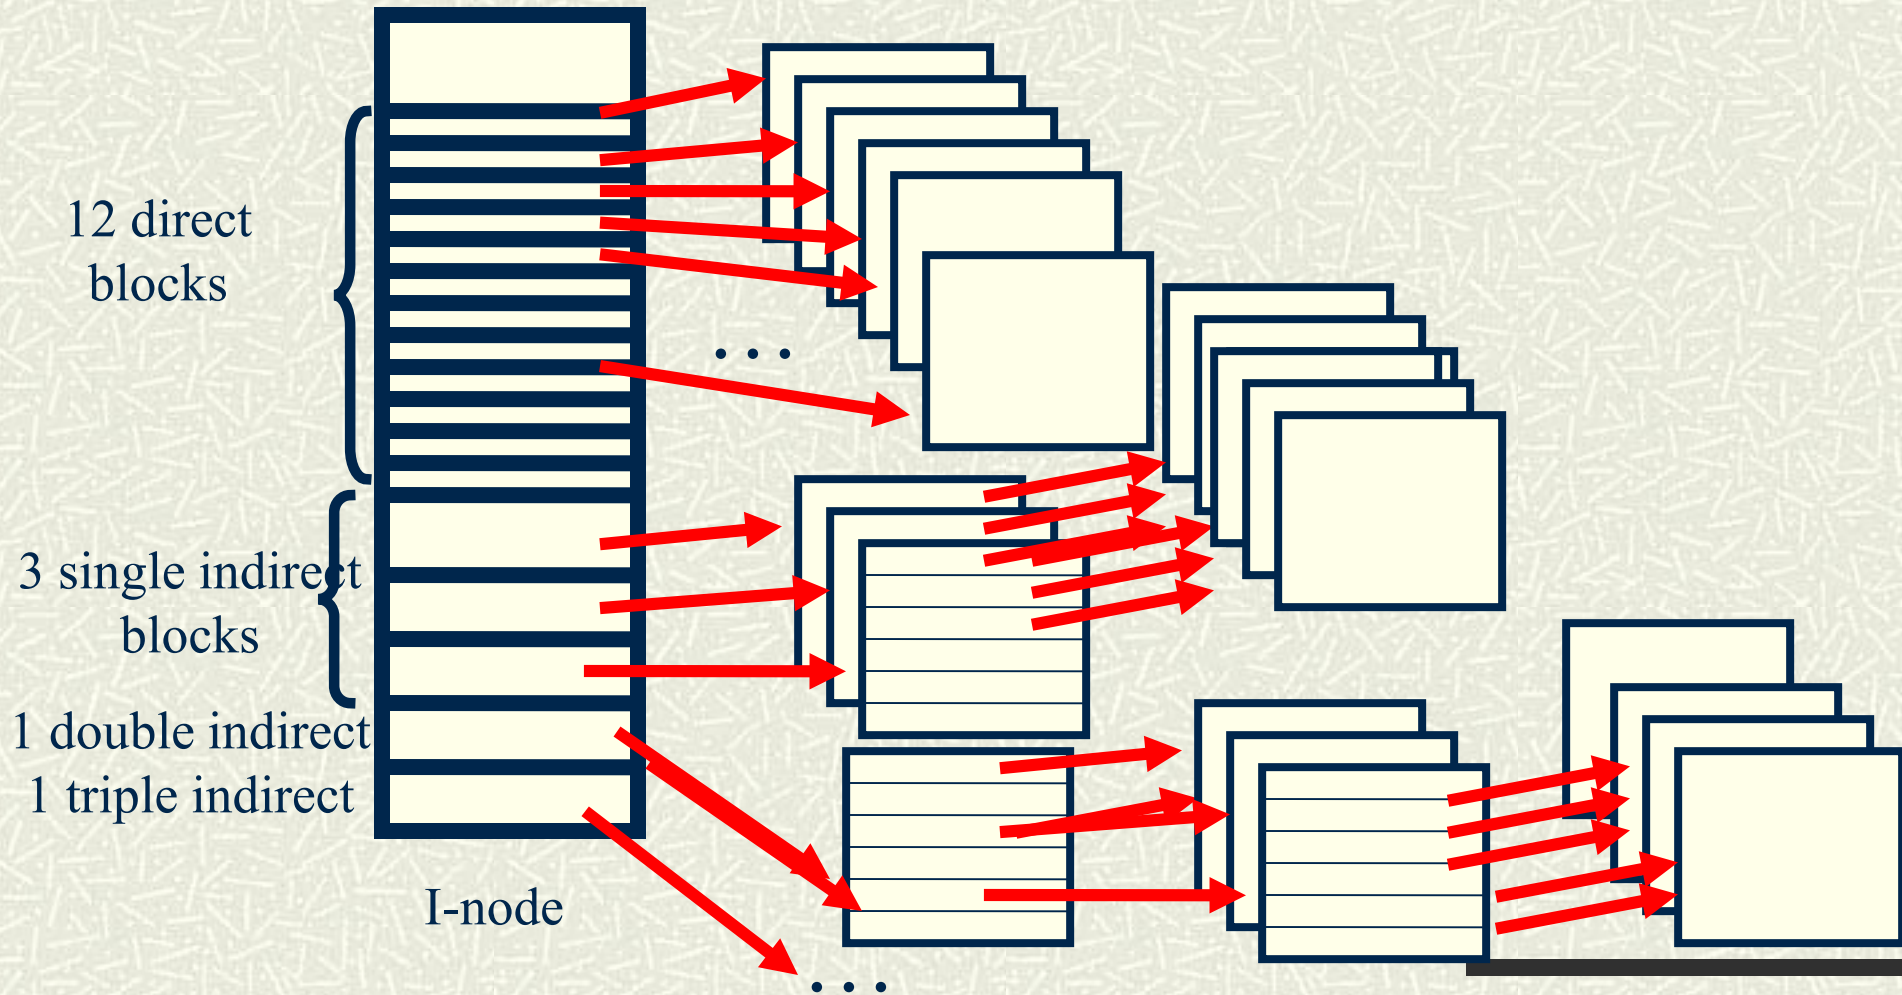 12 direct
blocks
. . .
3 single indirect
blocks
1 double indirect
1 triple indirect
I-node
. . .